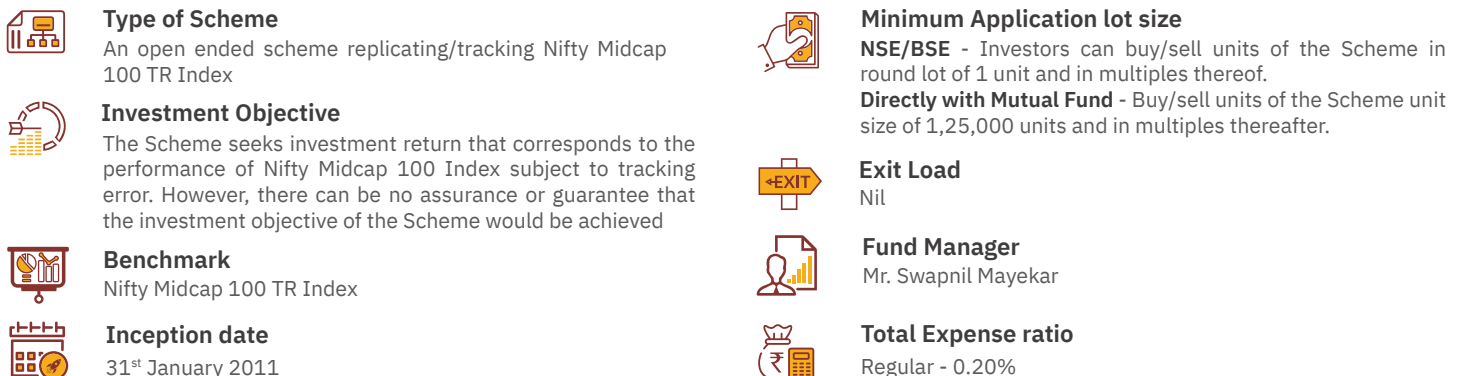 Type of Scheme
An open ended scheme replicating/tracking Nifty Midcap
100 TR Index
Investment Objective
The Scheme seeks investment return that corresponds to the
performance of Nifty Midcap 100 Index subject to tracking
error. However, there can be no assurance or guarantee that
the investment objective of the Scheme would be achieved
Benchmark
Nifty Midcap 100 TR Index
Inception date
31st January 2011
Minimum Application lot size
NSE/BSE - Investors can buy/sell units of the Scheme in
round lot of 1 unit and in multiples thereof.
Directly with Mutual Fund - Buy/sell units of the Scheme unit
size of 1,25,000 units and in multiples thereafter.
EXIT
Exit Load
Nil
Fund Manager
Mr. Swapnil Mayekar
₹
Total Expense ratio
Regular - 0.20%